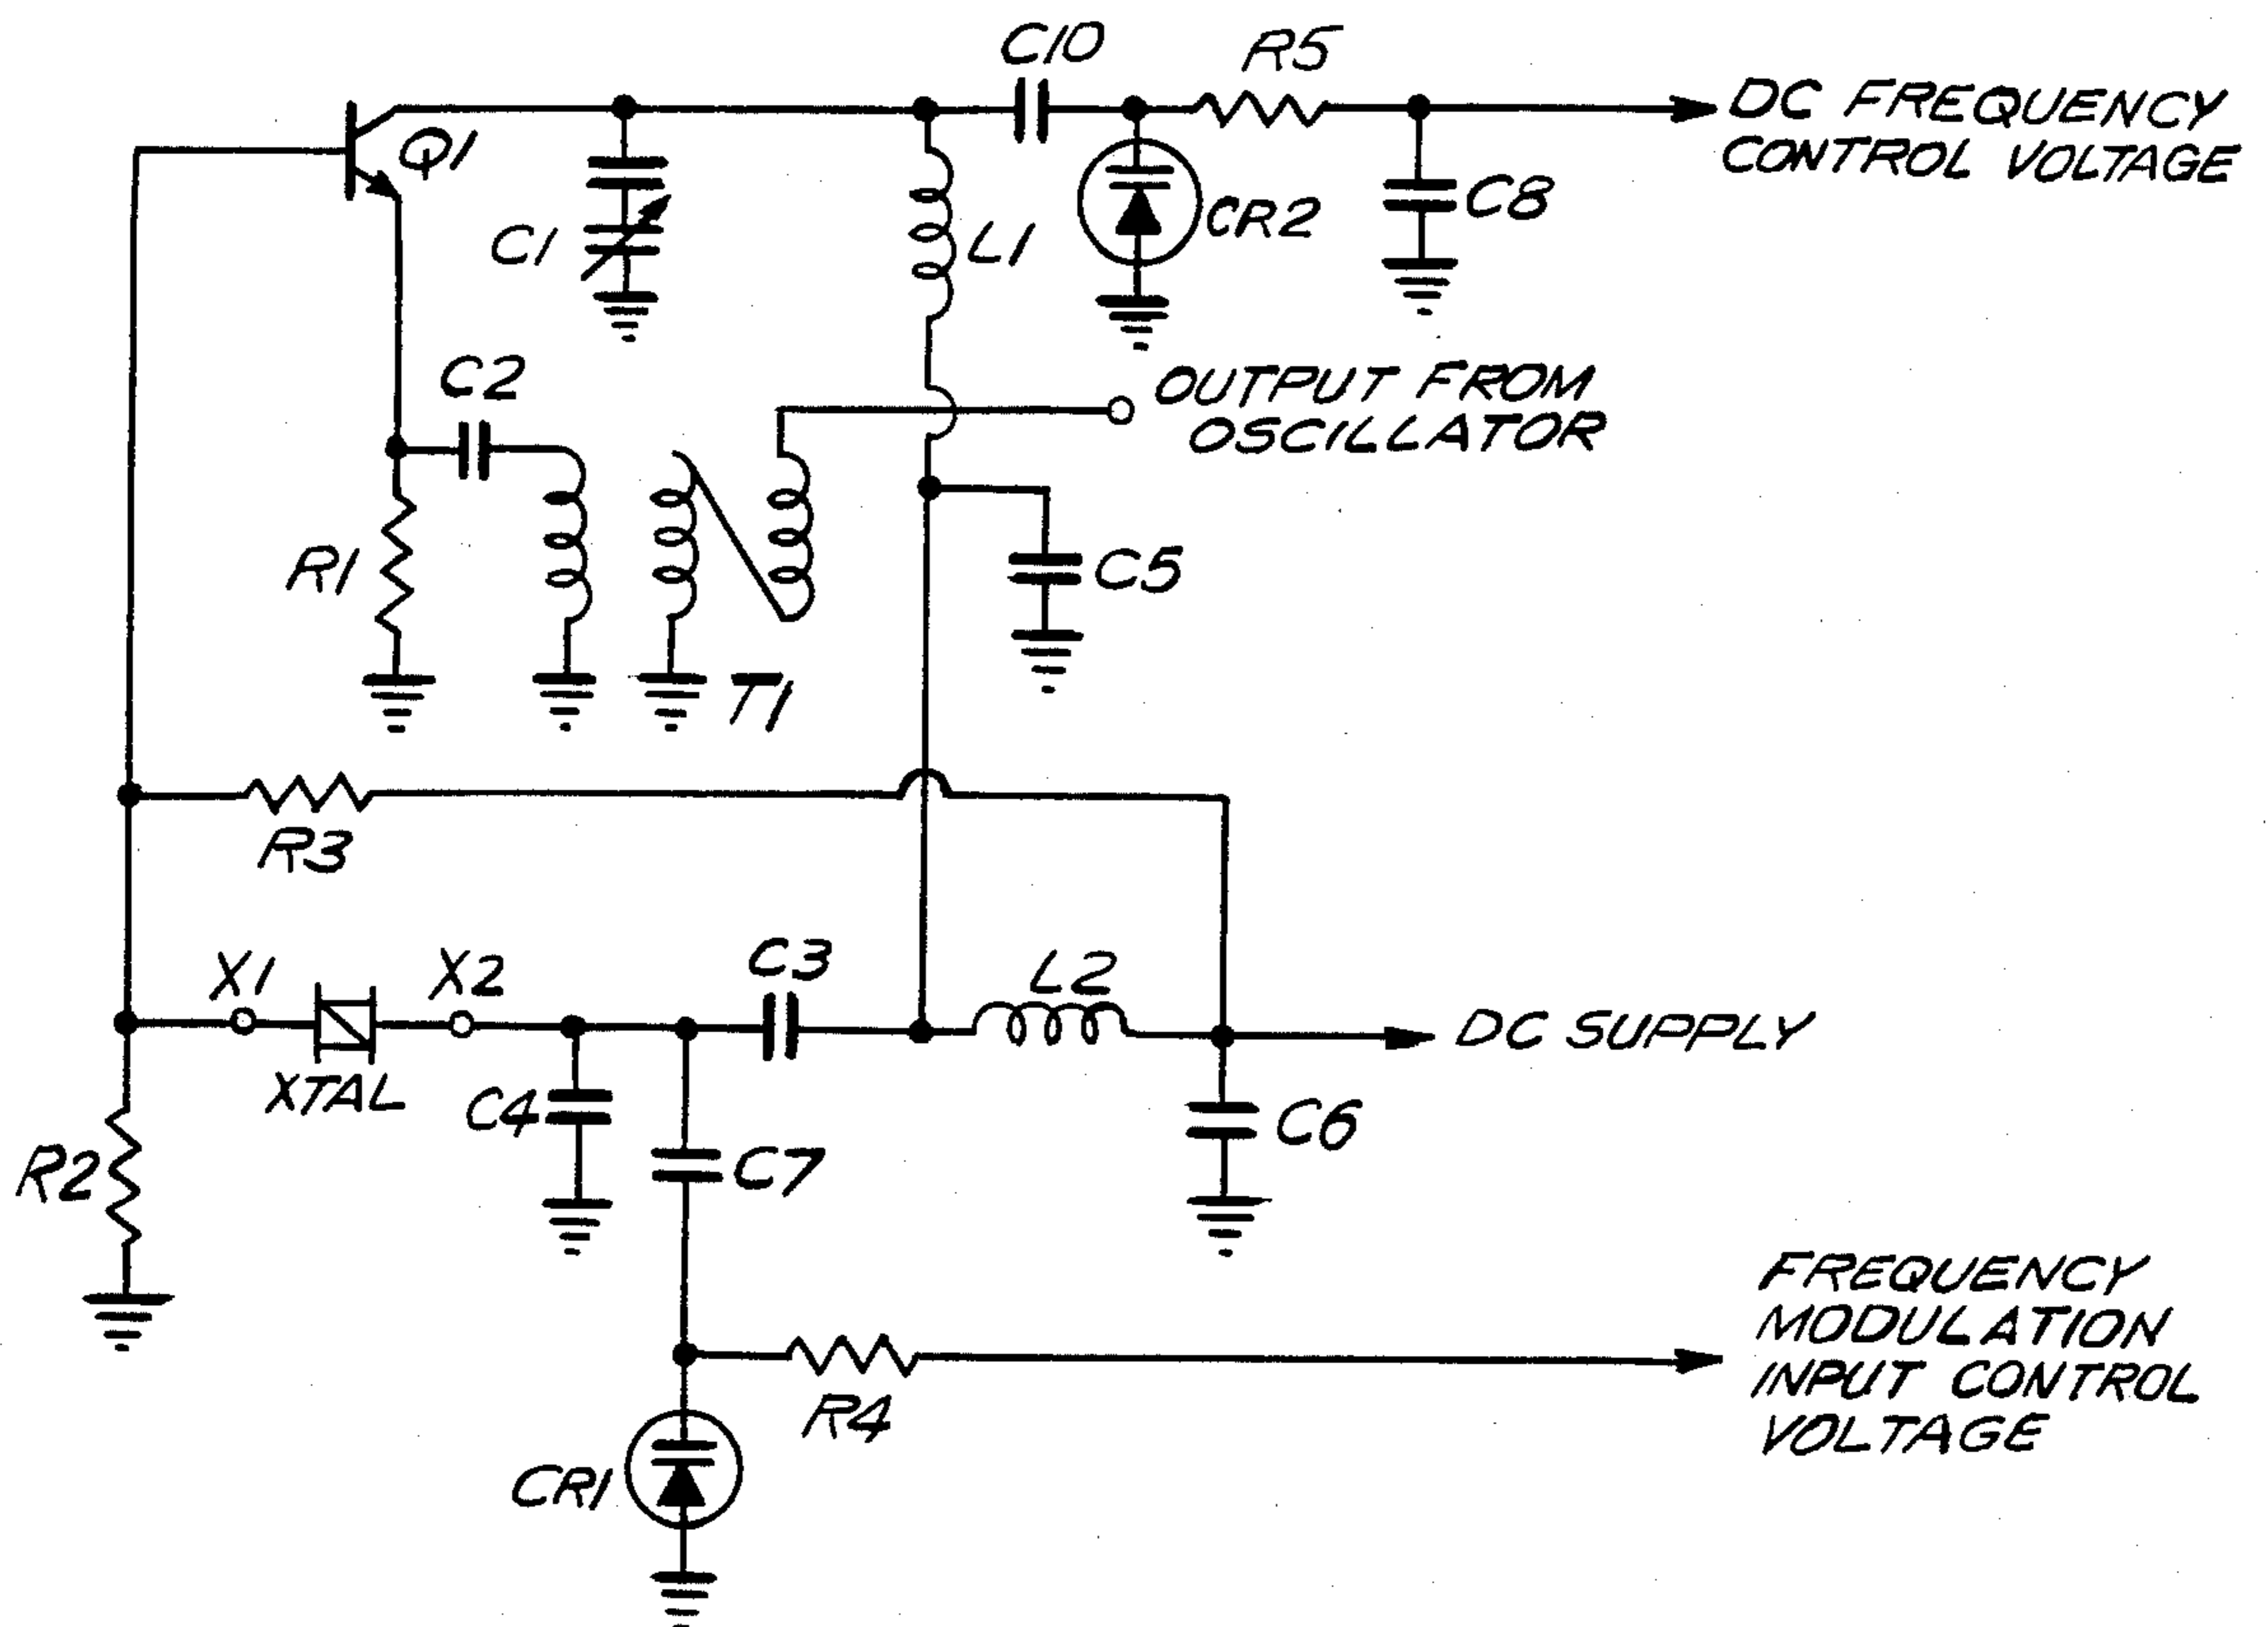 C10
R5
DC FREQUENCY
CONTROL VOLTAGE
Q1
C1
L1
CR2
C8
C2
OUTPUT FROM
OSCILLATOR
R1
C5
T1
R3
X1
X2
C3
L2
DC SUPPLY
XTAL
C4
C6
R2
C7
FREQUENCY
MODULATION
INPUT CONTROL
VOLTAGE
R4
CR1